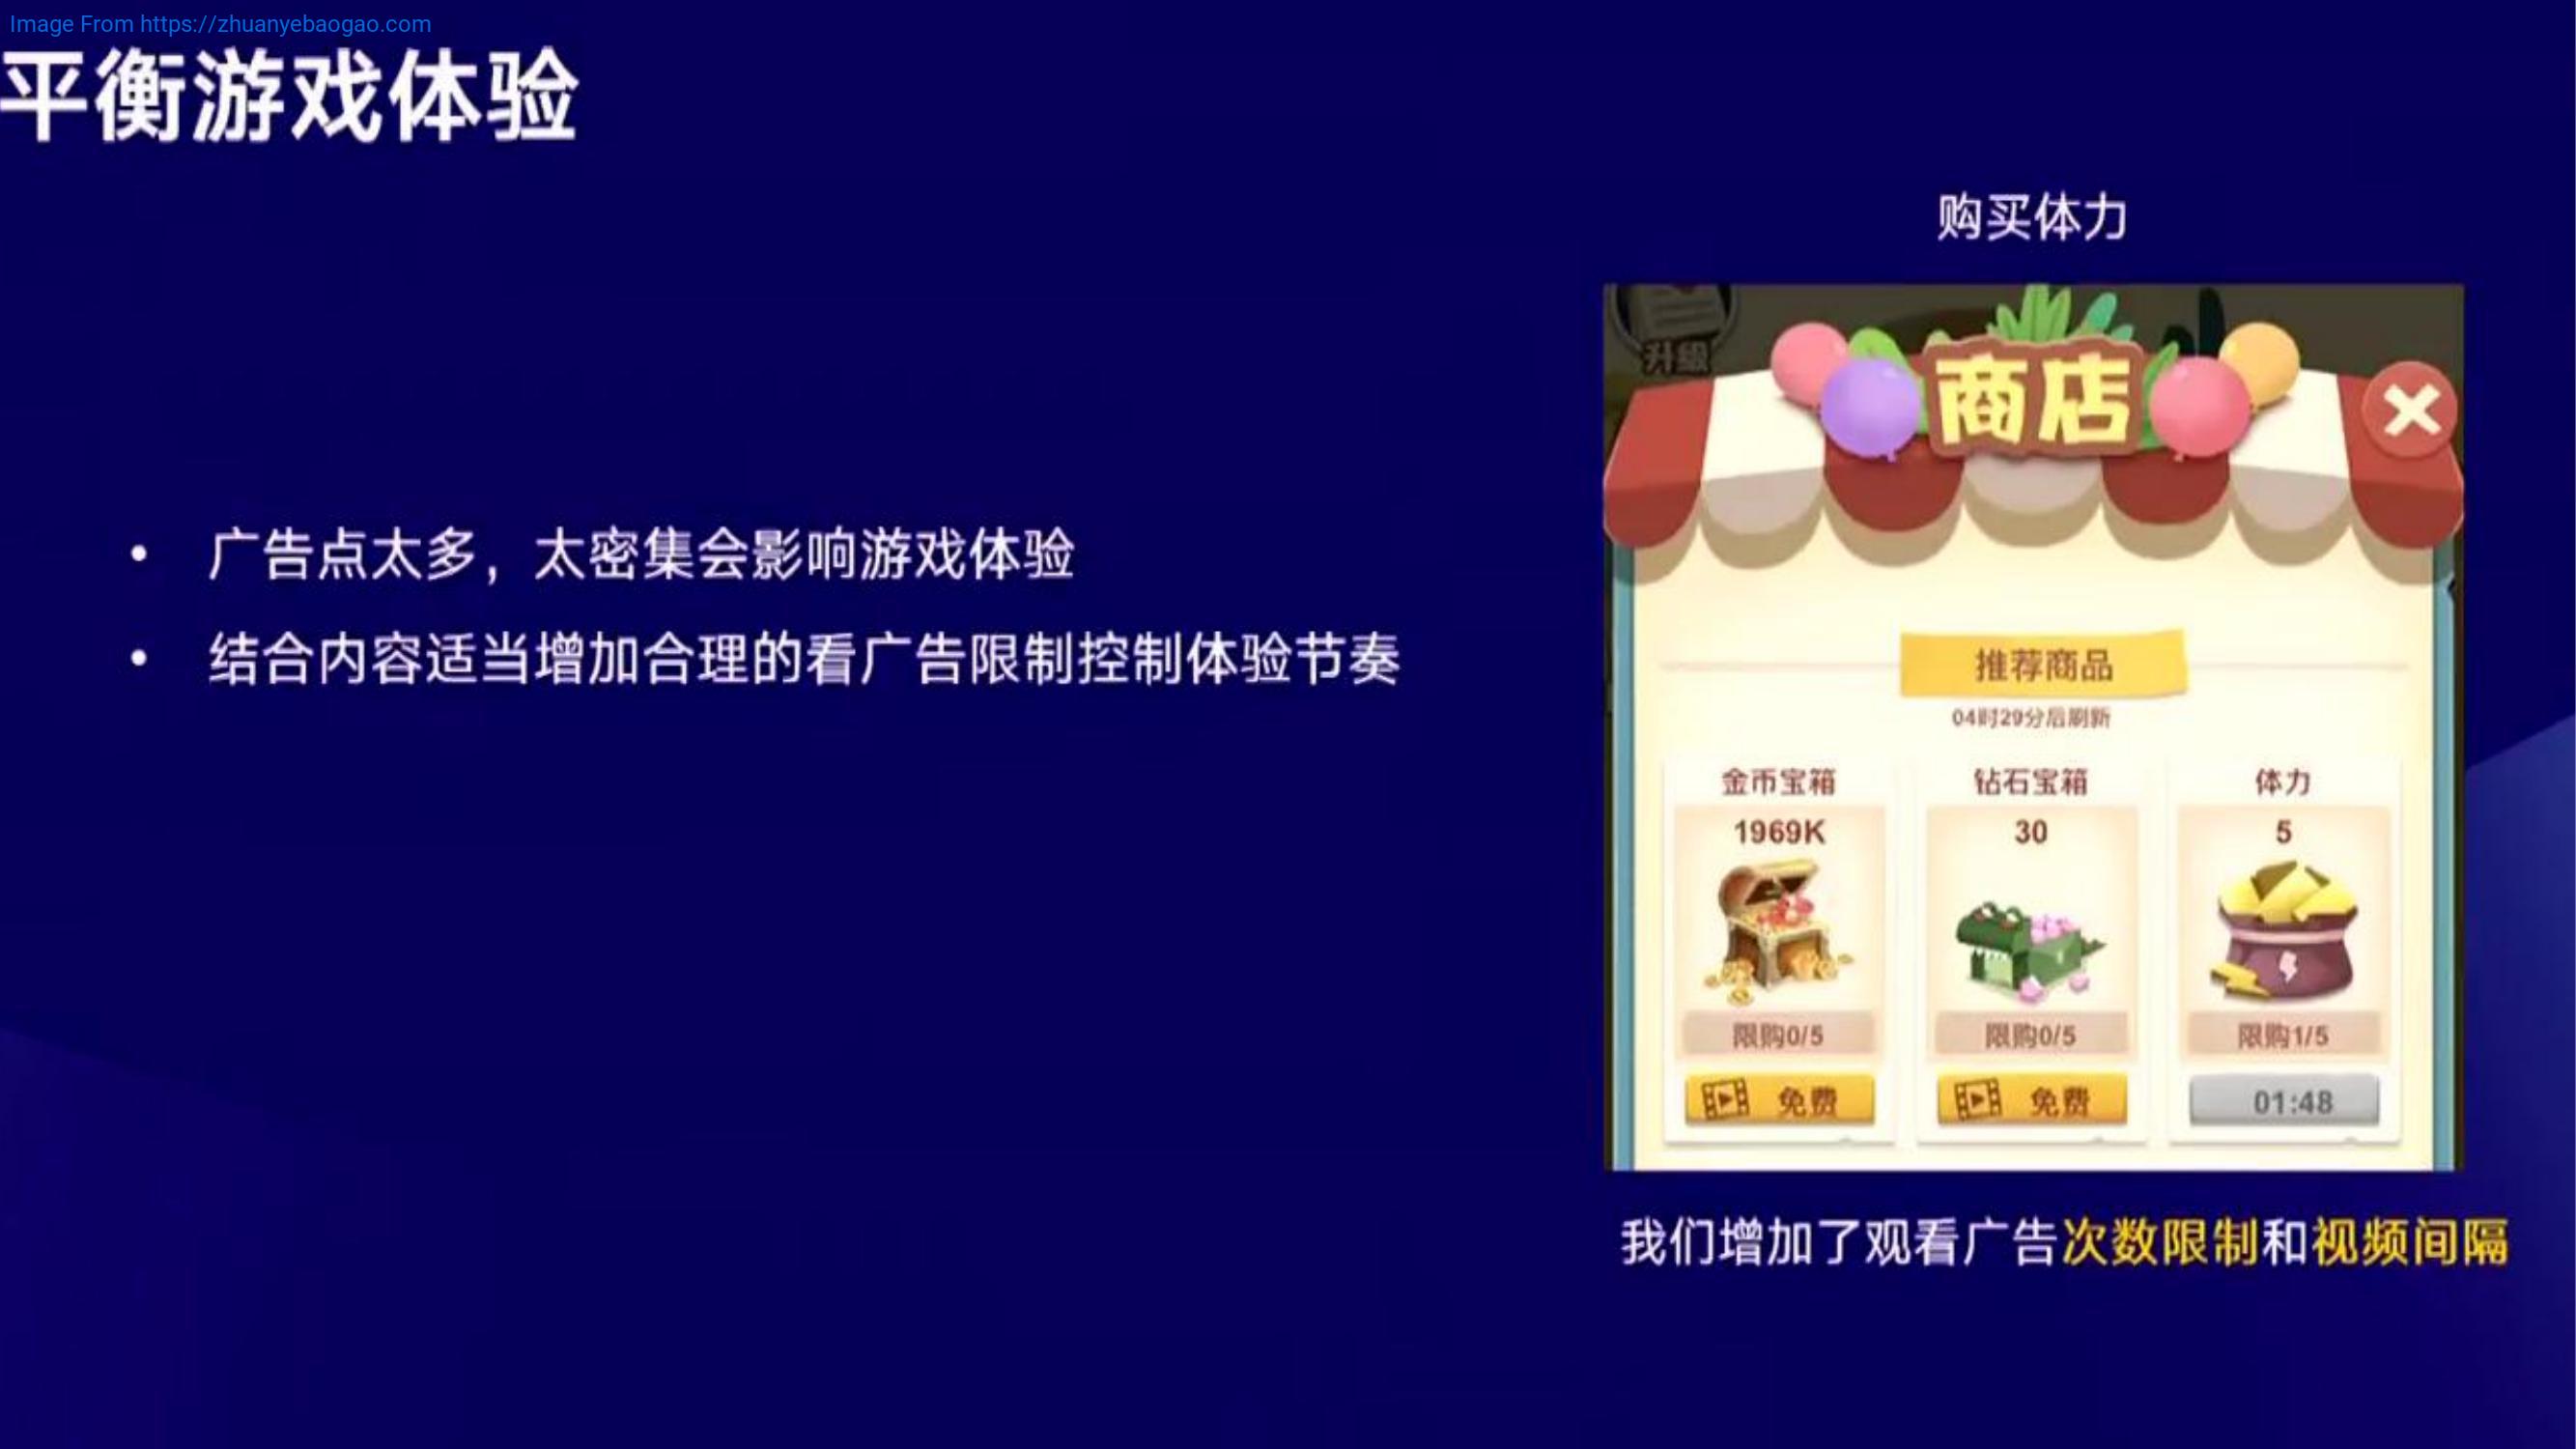 Image From https://zhuanyebaogao.com
平衡游戏体验
• 广告点太多，太密集会影响游戏体验
• 结合内容适当增加合理的看广告限制控制体验节奏
购买体力
升级
商店
推荐商品
04时29分后刷新
金币宝箱 钻石宝箱 体力
1969K 30 5
限购0/5 限购0/5 限购1/5
免费 免费 01:48
我们增加了观看广告次数限制和视频间隔